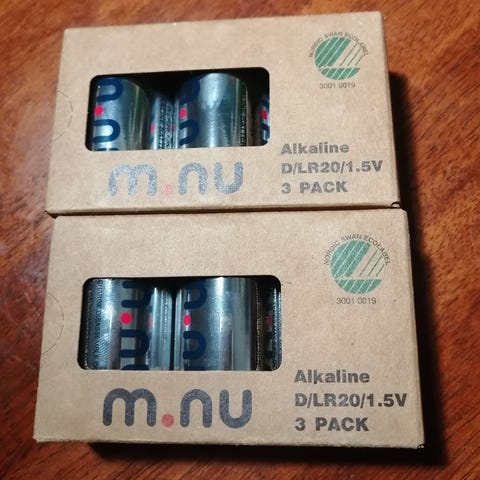 NORDIC SWAN ECOLABEL
3001 0019
Alkaline
D/LR20/1.5V
3 PACK
m.nu
NORDIC SWAN ECOLABEL
3001 0019
Alkaline
D/LR20/1.5V
3 PACK
m.nu